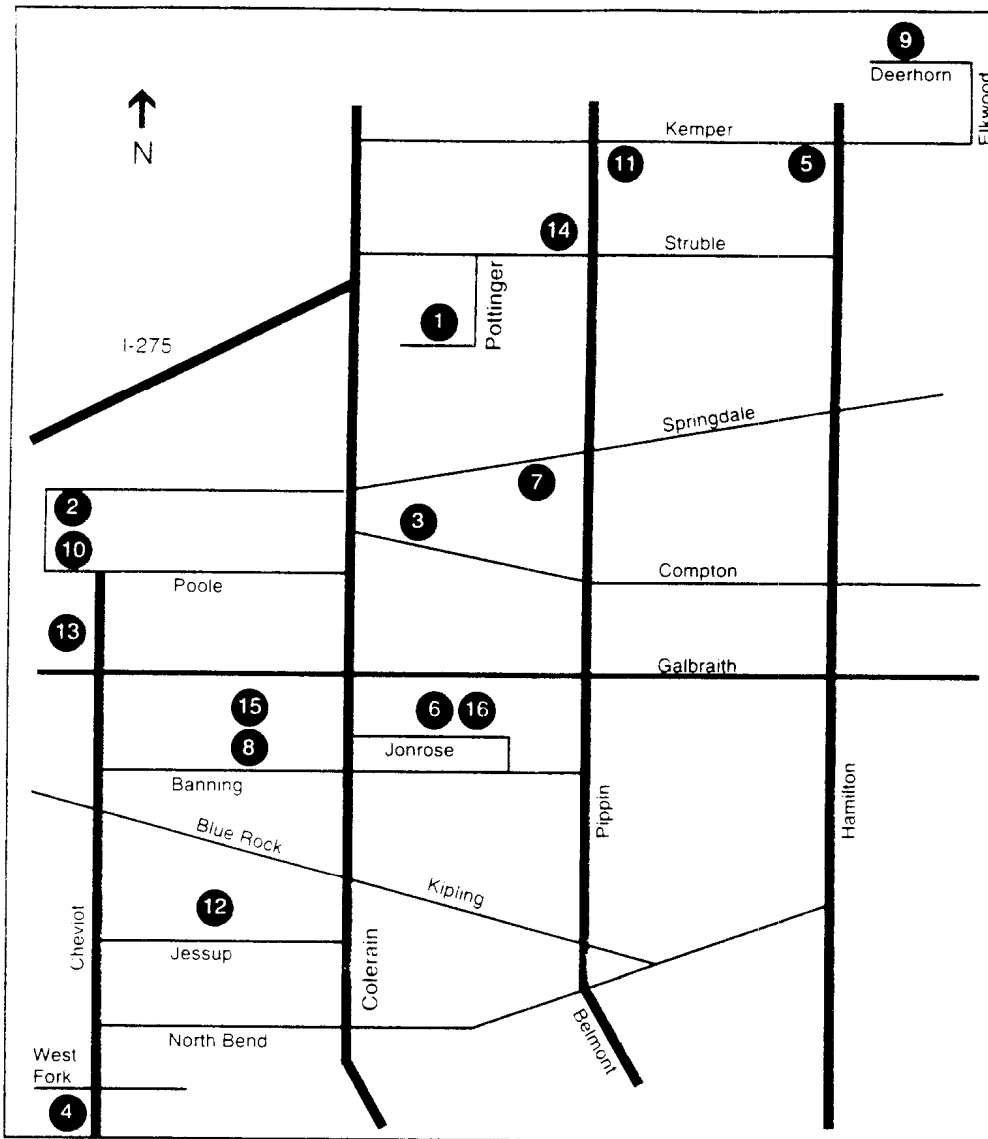 9
Deerhorn
Elkwood
N
Kemper
11
5
14
Struble
1
Pottinger
I-275
Springdale
7
2
3
10
Poole
Compton
13
Galbraith
15
6
16
8
Jonrose
Banning
Blue Rock
Kipling
Pippin
Hamilton
12
Cheviot
Jessup
Colerain
North Bend
Belmont
West
Fork
4